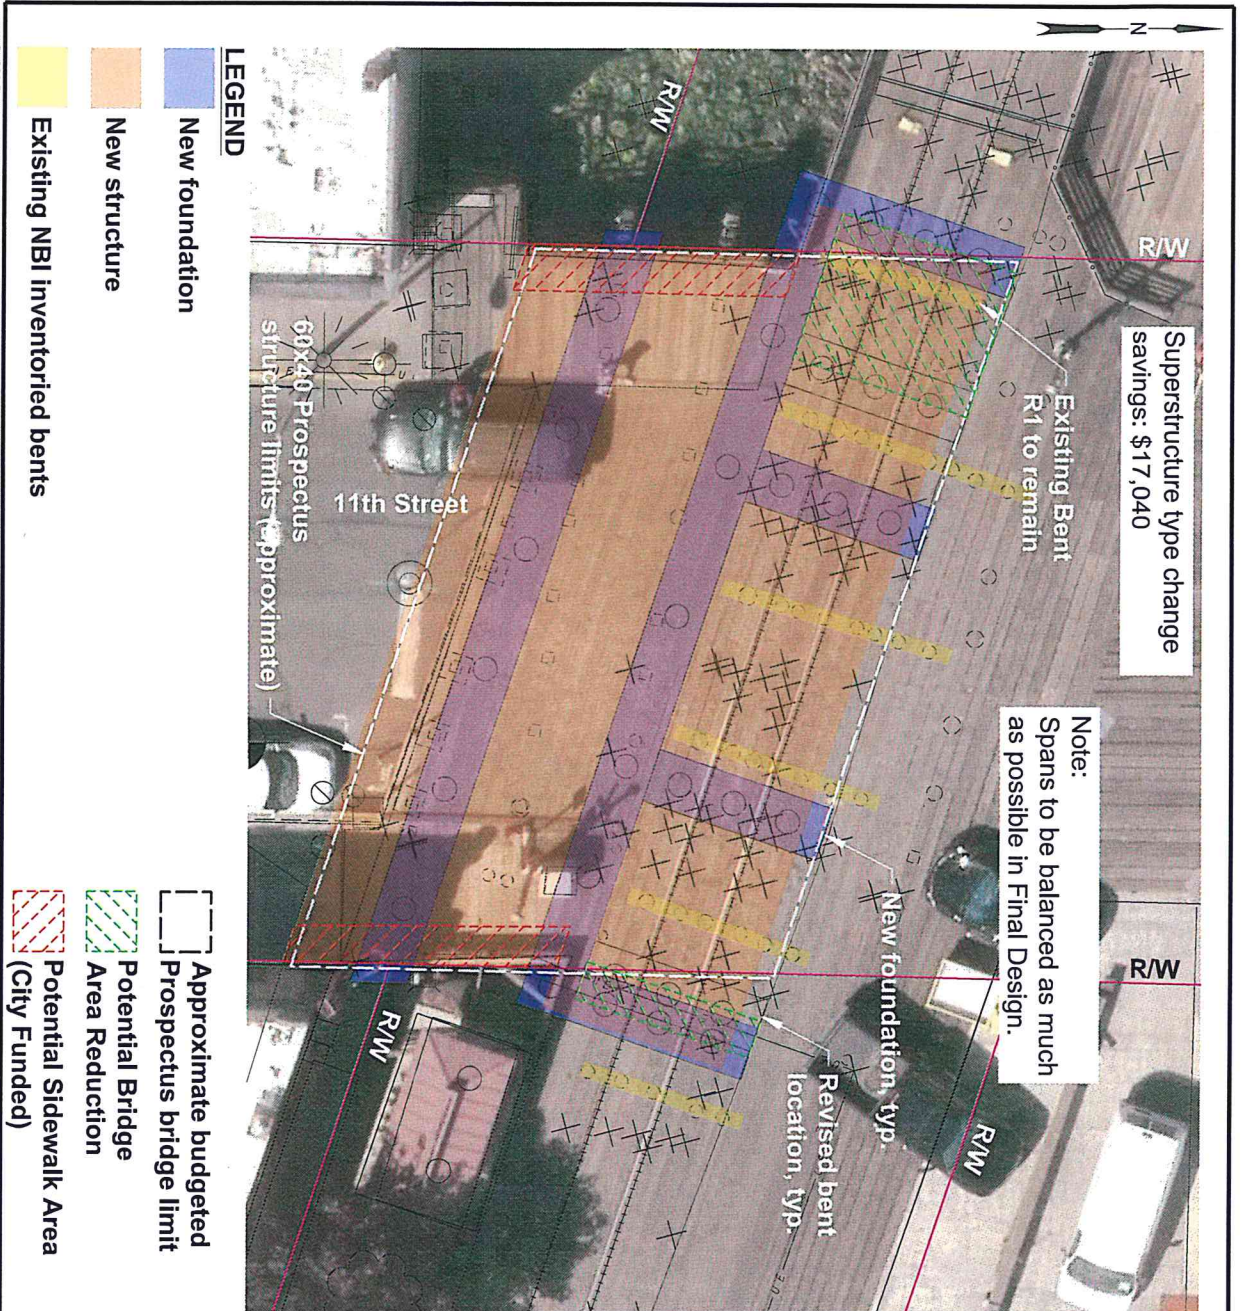 N
Superstructure type change
savings: $17,040
Note:
Spans to be balanced as much
as possible in Final Design.
R/W
R/W
R/W
R/W
R/W
Existing Bent
R1 to remain
New foundation, typ.
Revised bent
location, typ.
11th Street
60x40 Prospectus
structure limits (approximate)
LEGEND
New foundation
New structure
Existing NBI inventoried bents
Approximate budgeted
Prospectus bridge limit
Potential Bridge
Area Reduction
Potential Sidewalk Area
(City Funded)